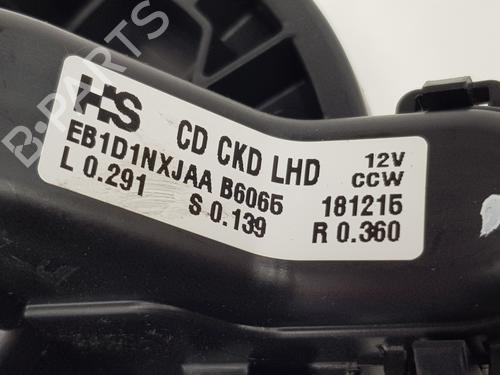 HS CD CKD LHD 12V
EB1D1NXJAA B6065 CCW
L 0.291 S 0.139 181215
R 0.360
B-PARTS